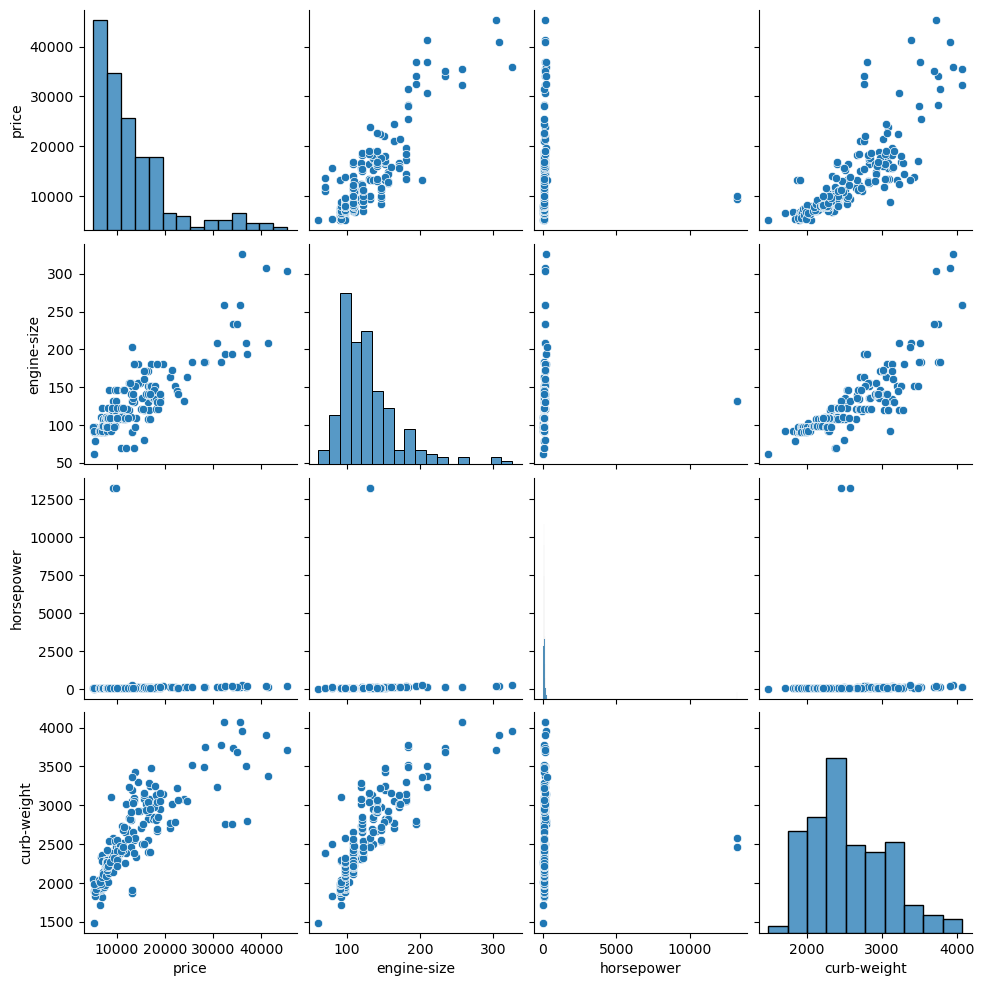 40000
30000
20000
10000
price
300
250
200
150
100
50
engine-size
12500
10000
7500
5000
2500
0
horsepower
4000
3500
3000
2500
2000
1500
curb-weight
10000 20000 30000 40000
price
100 200 300
engine-size
0 5000 10000
horsepower
2000 3000 4000
curb-weight